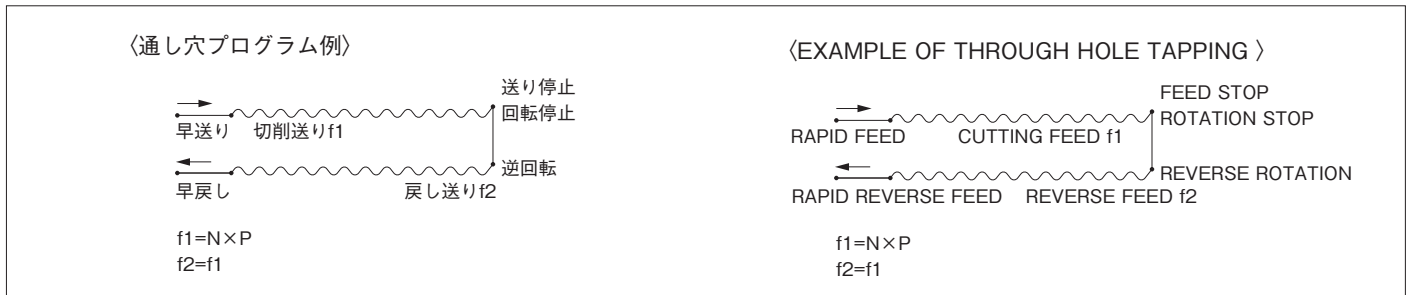 〈通し穴プログラム例〉
送り停止
回転停止
早送り
切削送りf1
逆回転
早戻し
戻し送りf2
f1=N×P
f2=f1
〈EXAMPLE OF THROUGH HOLE TAPPING 〉
FEED STOP
ROTATION STOP
RAPID FEED
CUTTING FEED f1
REVERSE ROTATION
RAPID REVERSE FEED
REVERSE FEED f2
f1=N×P
f2=f1